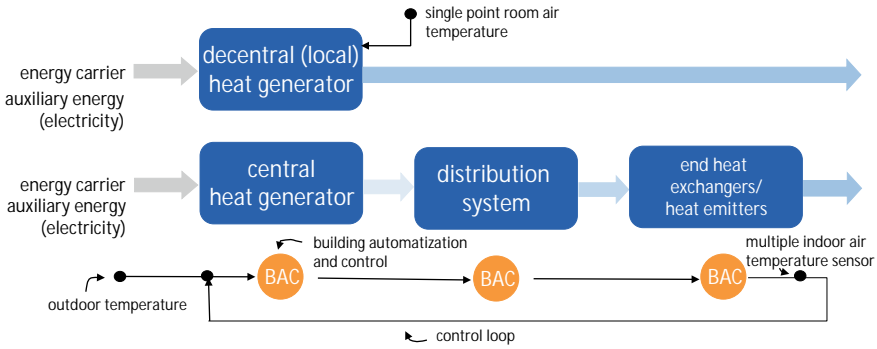 single point room air
temperature
decentral (local)
heat generator
energy carrier
auxiliary energy
(electricity)
central
heat generator
distribution
system
end heat
exchangers/
heat emitters
energy carrier
auxiliary energy
(electricity)
building automatization
and control
multiple indoor air
temperature sensor
BAC
BAC
BAC
outdoor temperature
control loop